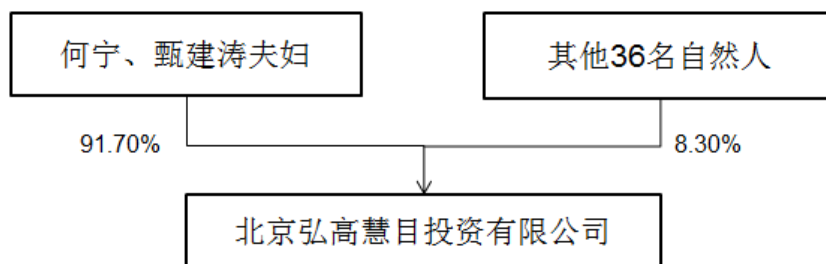 何宁、甄建涛夫妇
其他36名自然人
91.70%
8.30%
北京弘高慧目投资有限公司